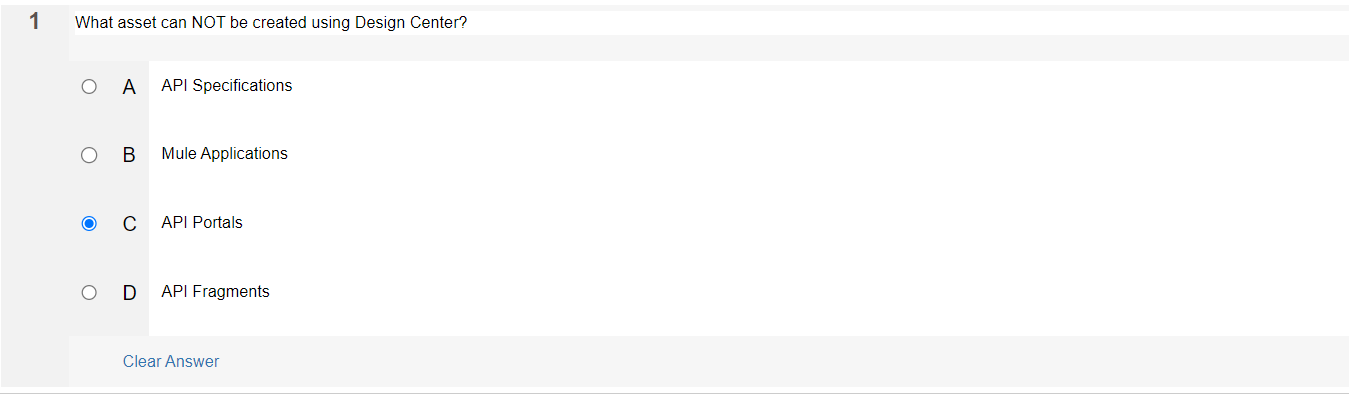 1 What asset can NOT be created using Design Center?
A API Specifications
B Mule Applications
C API Portals
D API Fragments
Clear Answer